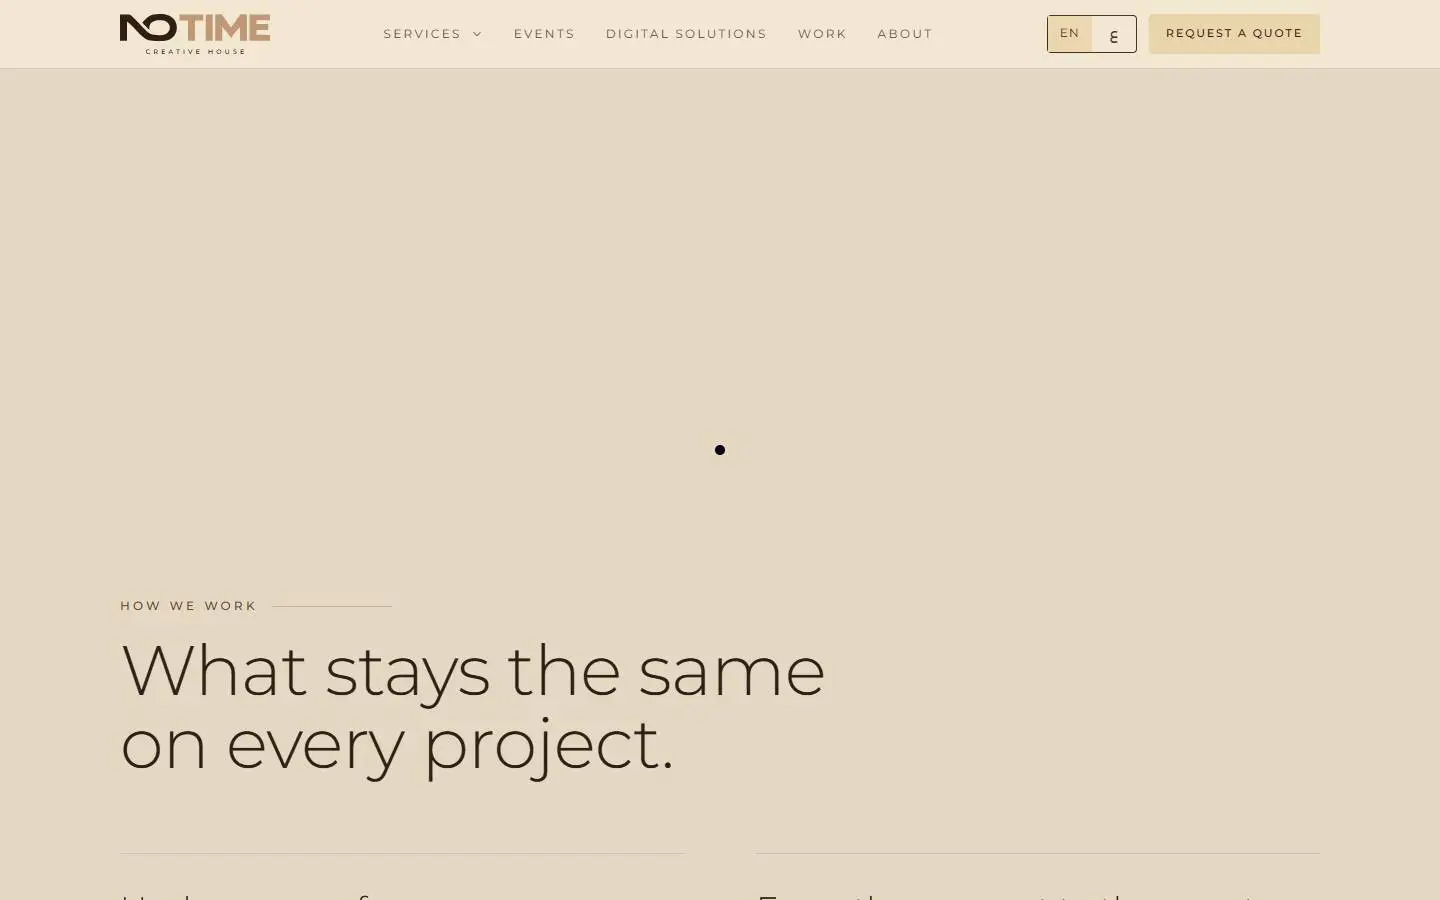 NOTIME
CREATIVE HOUSE
SERVICES
EVENTS
DIGITAL SOLUTIONS
WORK
ABOUT
EN
ع
REQUEST A QUOTE
HOW WE WORK
What stays the same
on every project.